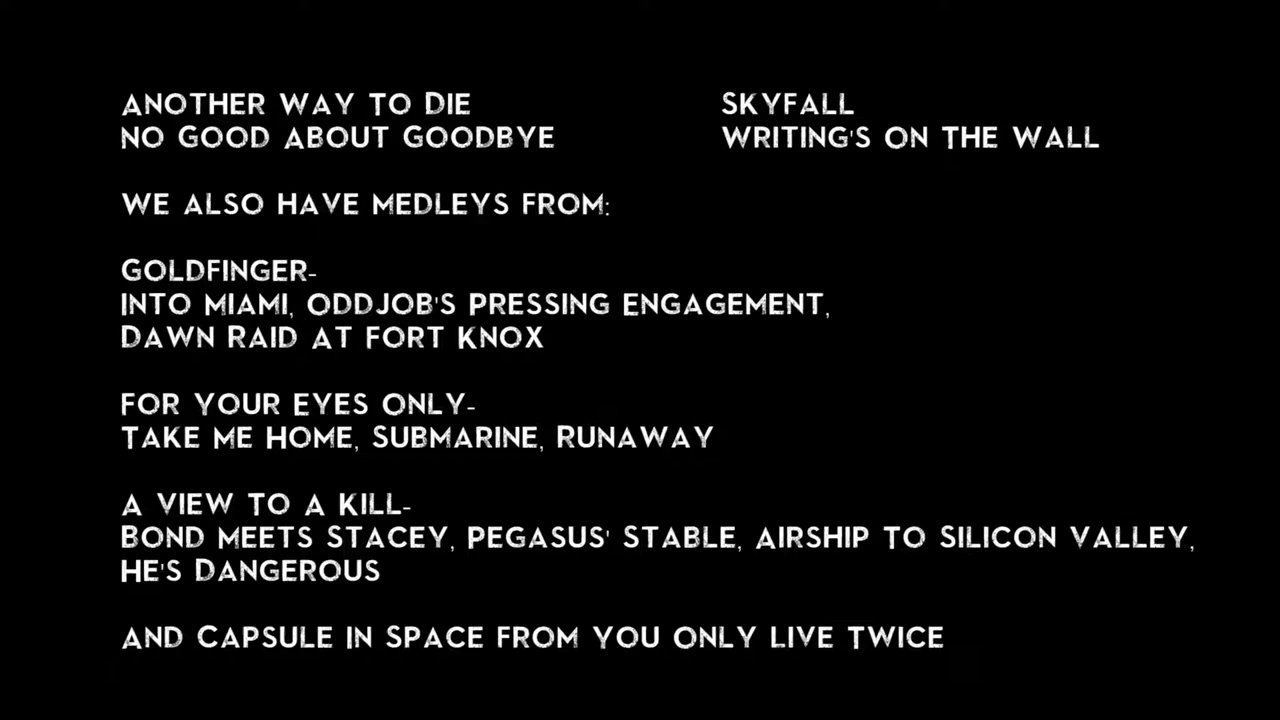 ANOTHER WAY TO DIE
NO GOOD ABOUT GOODBYE
SKYFALL
WRITING'S ON THE WALL
WE ALSO HAVE MEDLEYS FROM:
GOLDFINGER-
INTO MIAMI, ODDJOB'S PRESSING ENGAGEMENT,
DAWN RAID AT FORT KNOX
FOR YOUR EYES ONLY-
TAKE ME HOME, SUBMARINE, RUNAWAY
A VIEW TO A KILL-
BOND MEETS STACEY, PEGASUS' STABLE, AIRSHIP TO SILICON VALLEY,
HE'S DANGEROUS
AND CAPSULE IN SPACE FROM YOU ONLY LIVE TWICE